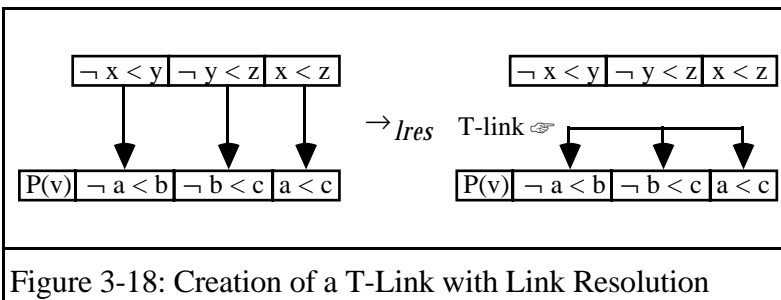 ¬ x < y ¬ y < z x < z ¬ x < y ¬ y < z x < z
→lres T-link ☞
P(v) ¬ a < b ¬ b < c a < c P(v) ¬ a < b ¬ b < c a < c
Figure 3-18: Creation of a T-Link with Link Resolution